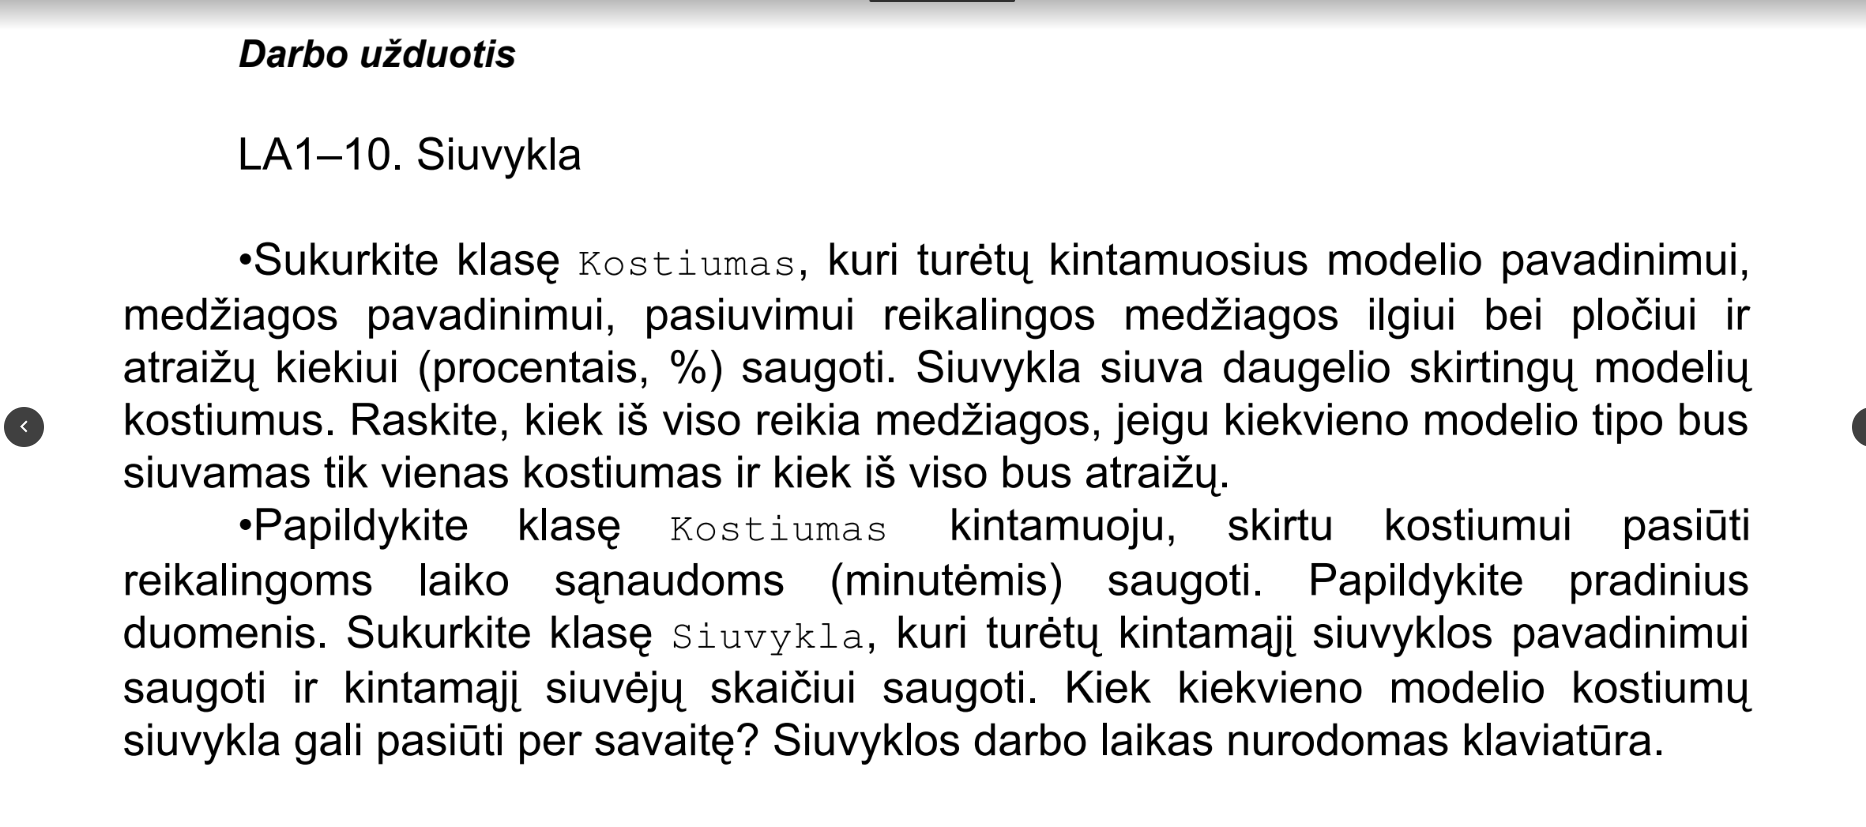 Darbo užduotis
LA1–10. Siuvykla
•Sukurkite klasę Kostiumas, kuri turėtų kintamuosius modelio pavadinimui,
medžiagos pavadinimui, pasiuvimui reikalingos medžiagos ilgiui bei pločiui ir
atraižų kiekiui (procentais, %) saugoti. Siuvykla siuva daugelio skirtingų modelių
kostiumus. Raskite, kiek iš viso reikia medžiagos, jeigu kiekvieno modelio tipo bus
siuvamas tik vienas kostiumas ir kiek iš viso bus atraižų.
•Papildykite klasę Kostiumas kintamuoju, skirtu kostiumui pasiūti
reikalingoms laiko sąnaudoms (minutėmis) saugoti. Papildykite pradinius
duomenis. Sukurkite klasę Siuvykla, kuri turėtų kintamąjį siuvyklos pavadinimui
saugoti ir kintamąjį siuvėjų skaičiui saugoti. Kiek kiekvieno modelio kostiumų
siuvykla gali pasiūti per savaitę? Siuvyklos darbo laikas nurodomas klaviatūra.